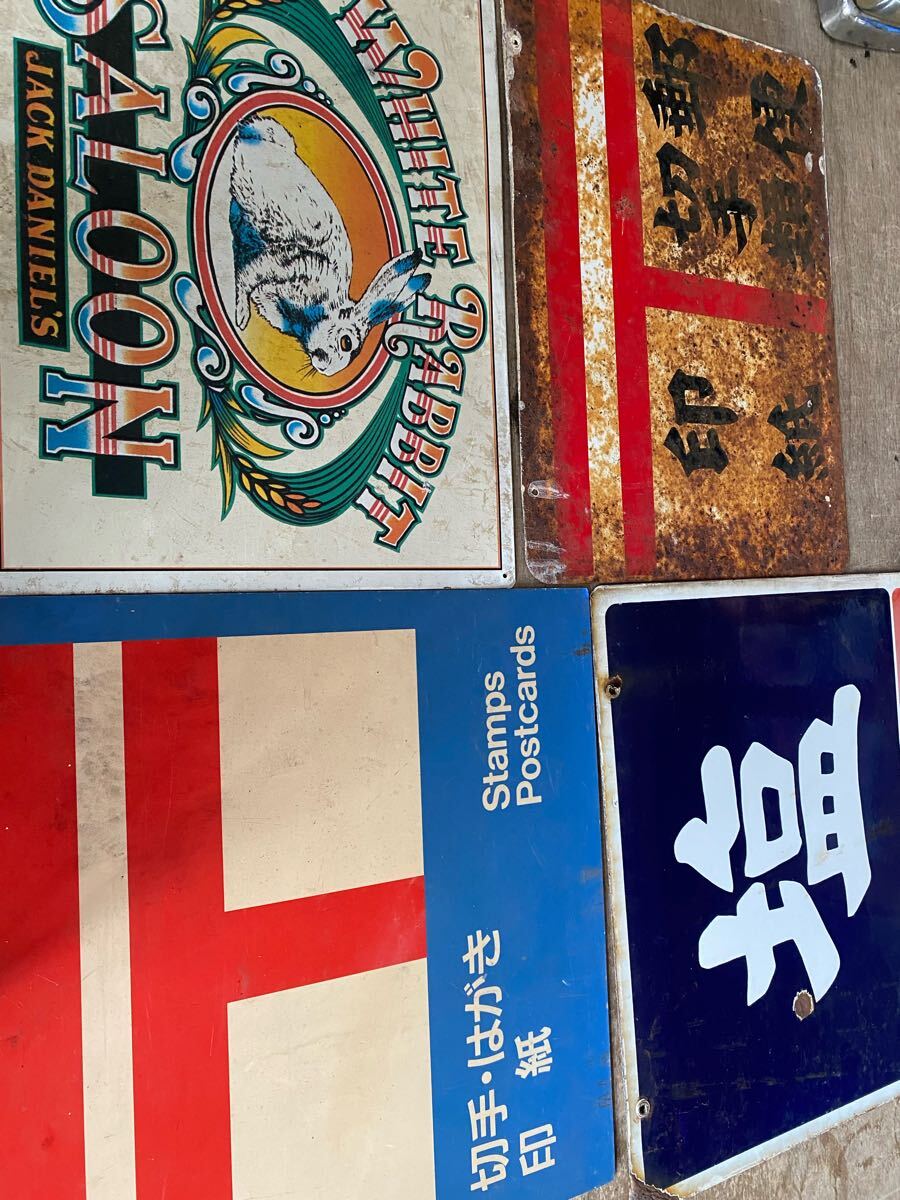 WHITE RABBIT
SALOON
JACK DANIEL'S
郵便
切手類
印紙
切手・はがき
印紙
Stamps
Postcards
塩